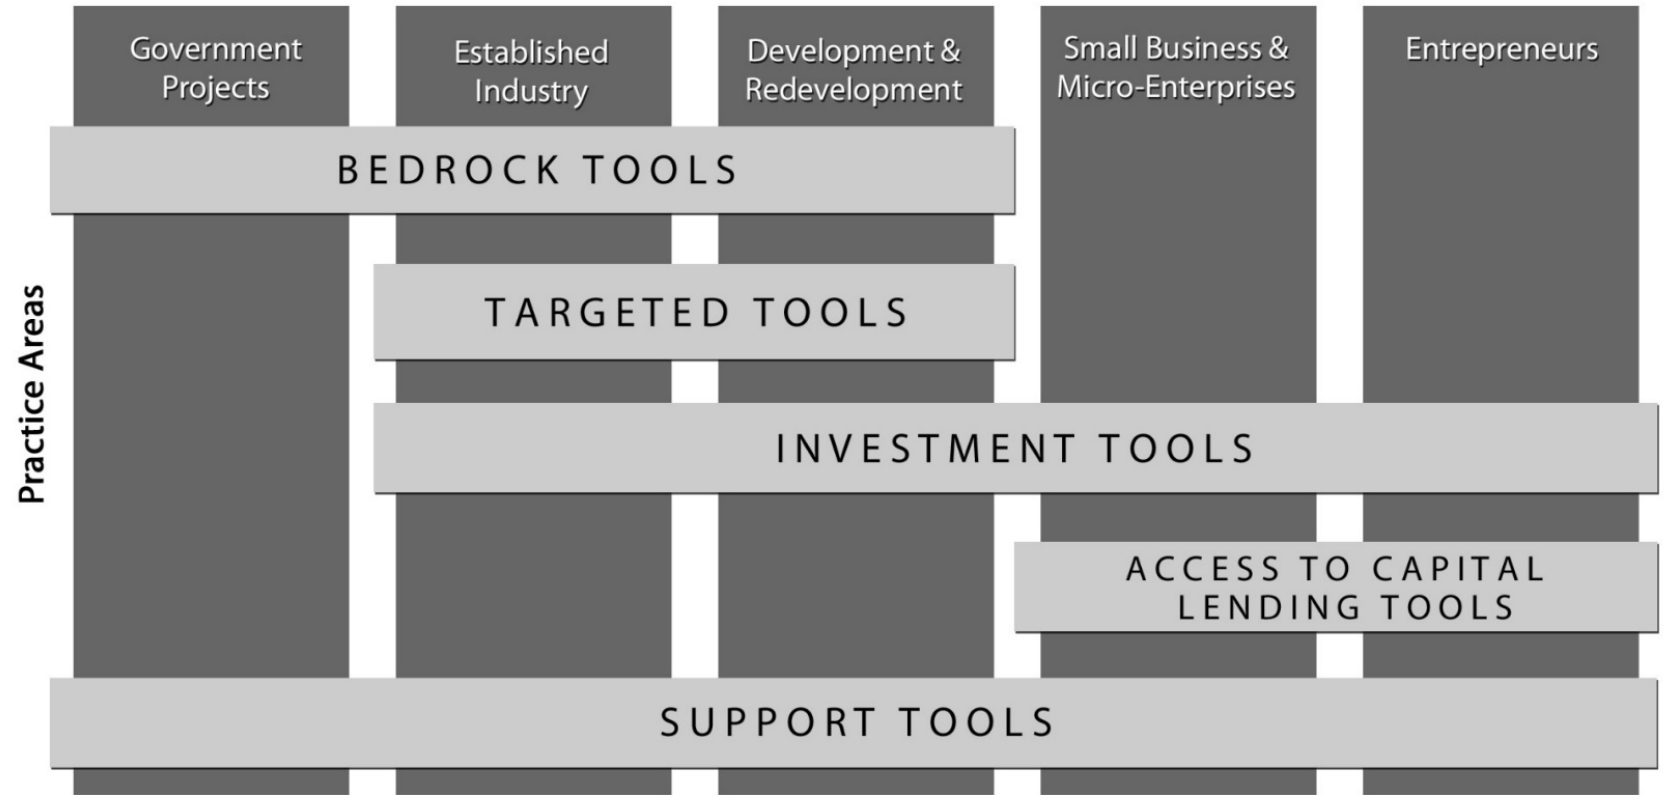 Government
Projects
Established
Industry
Development &
Redevelopment
Small Business &
Micro-Enterprises
Entrepreneurs
BEDROCK TOOLS
TARGETED TOOLS
INVESTMENT TOOLS
ACCESS TO CAPITAL
LENDING TOOLS
SUPPORT TOOLS
Practice Areas